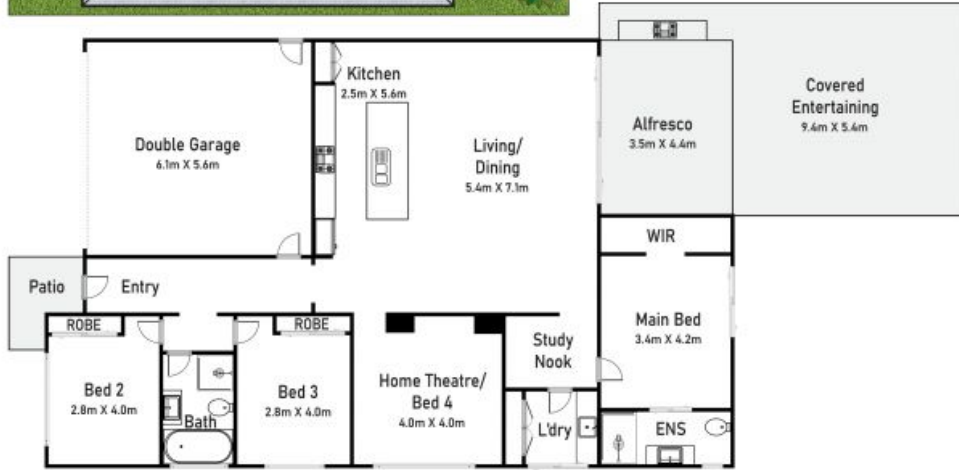 Kitchen
2.5m X 5.6m
Double Garage
6.1m X 5.6m
Living/
Dining
5.4m X 7.1m
Alfresco
3.5m X 4.4m
Covered
Entertaining
9.4m X 5.4m
WIR
Patio
Entry
ROBE
ROBE
Main Bed
3.4m X 4.2m
Study
Nook
Bed 2
2.8m X 4.0m
Bath
Bed 3
2.8m X 4.0m
Home Theatre/
Bed 4
4.0m X 4.0m
L'dry
ENS